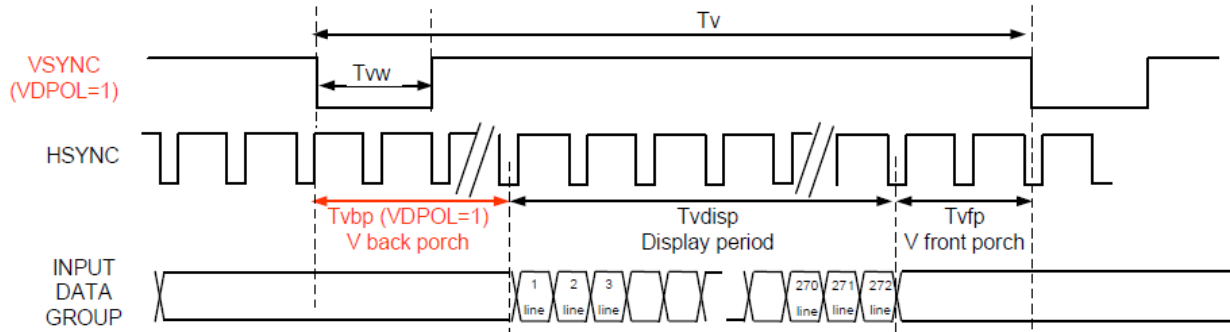 Tv
VSYNC
(VDPOL=1)
Tvw
HSYNC
Tvbp (VDPOL=1)
V back porch
Tvdisp
Display period
Tvfp
V front porch
INPUT
DATA
GROUP
1
line
2
line
3
line
270
line
271
line
272
line